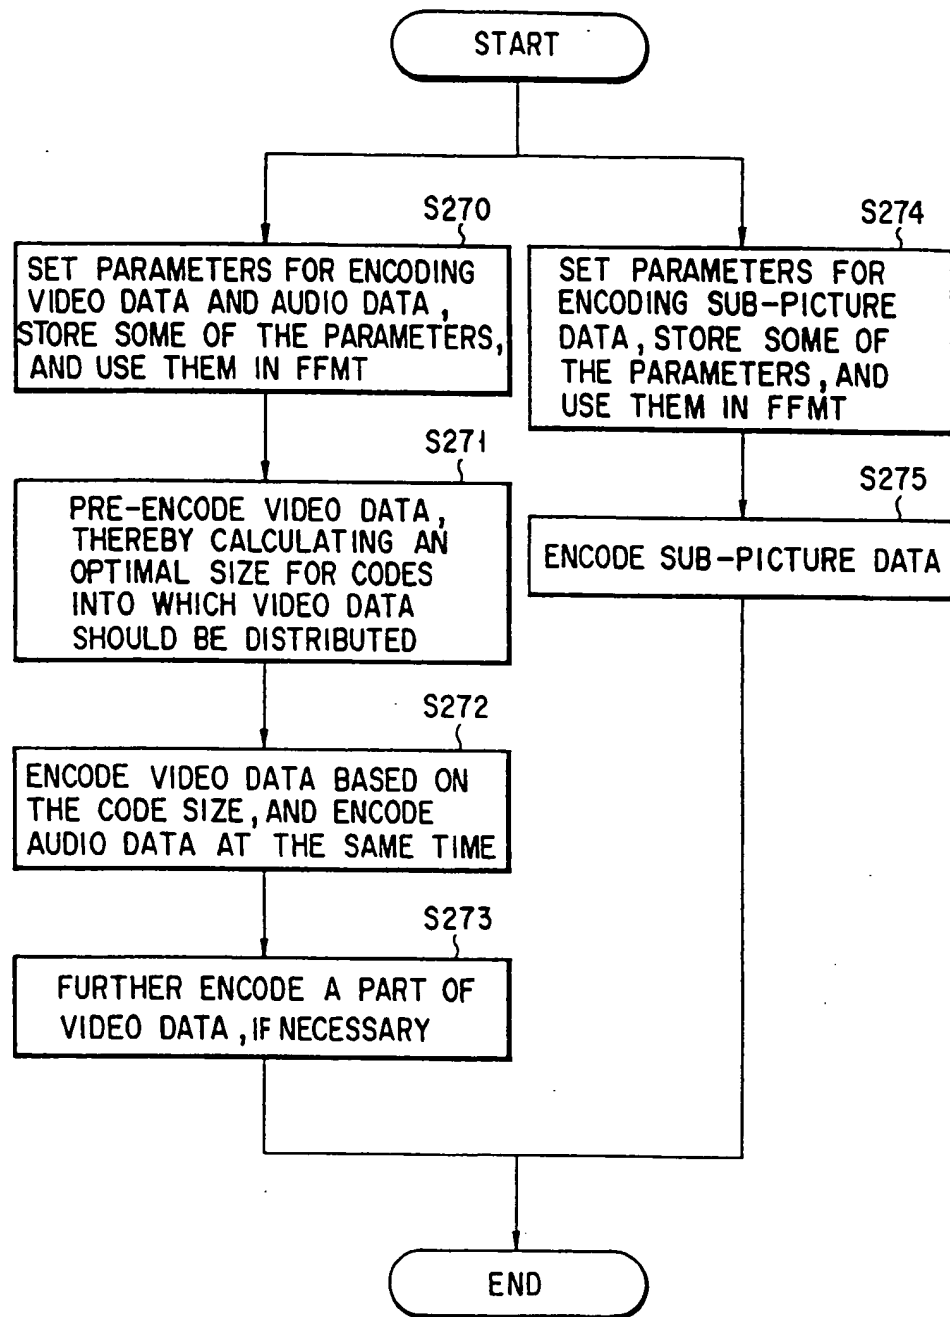 START
S270
SET PARAMETERS FOR ENCODING
VIDEO DATA AND AUDIO DATA,
STORE SOME OF THE PARAMETERS,
AND USE THEM IN FFMT
S271
PRE-ENCODE VIDEO DATA,
THEREBY CALCULATING AN
OPTIMAL SIZE FOR CODES
INTO WHICH VIDEO DATA
SHOULD BE DISTRIBUTED
S272
ENCODE VIDEO DATA BASED ON
THE CODE SIZE, AND ENCODE
AUDIO DATA AT THE SAME TIME
S273
FURTHER ENCODE A PART OF
VIDEO DATA, IF NECESSARY
S274
SET PARAMETERS FOR
ENCODING SUB-PICTURE
DATA, STORE SOME OF
THE PARAMETERS, AND
USE THEM IN FFMT
S275
ENCODE SUB-PICTURE DATA
END